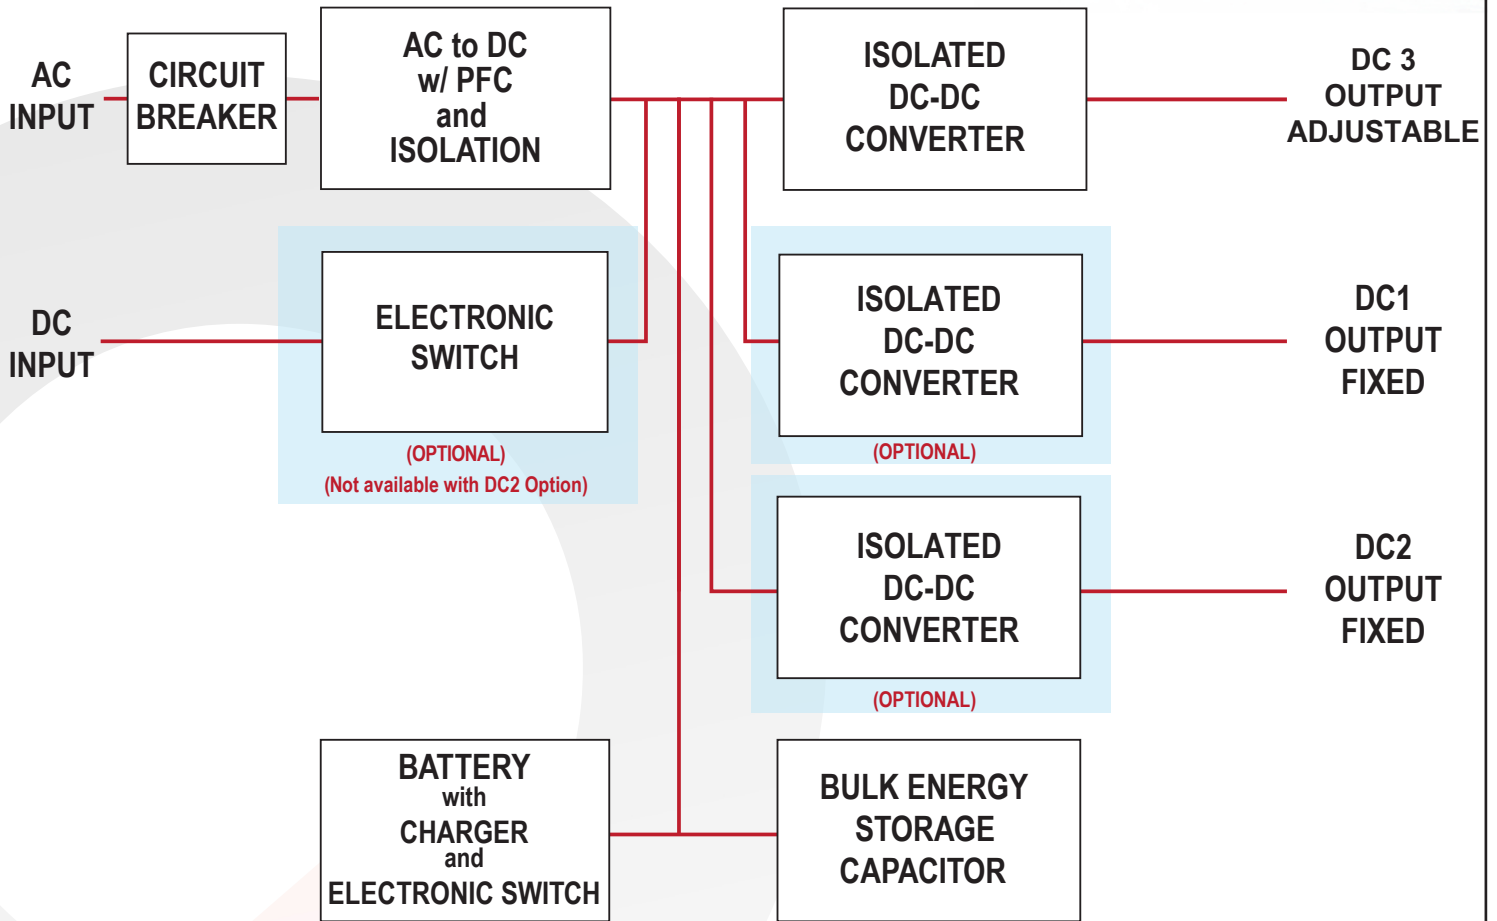 AC
INPUT
CIRCUIT
BREAKER
AC to DC
w/ PFC
and
ISOLATION
ISOLATED
DC-DC
CONVERTER
DC 3
OUTPUT
ADJUSTABLE
DC
INPUT
ELECTRONIC
SWITCH
(OPTIONAL)
(Not available with DC2 Option)
ISOLATED
DC-DC
CONVERTER
(OPTIONAL)
DC1
OUTPUT
FIXED
ISOLATED
DC-DC
CONVERTER
(OPTIONAL)
DC2
OUTPUT
FIXED
BATTERY
with
CHARGER
and
ELECTRONIC SWITCH
BULK ENERGY
STORAGE
CAPACITOR